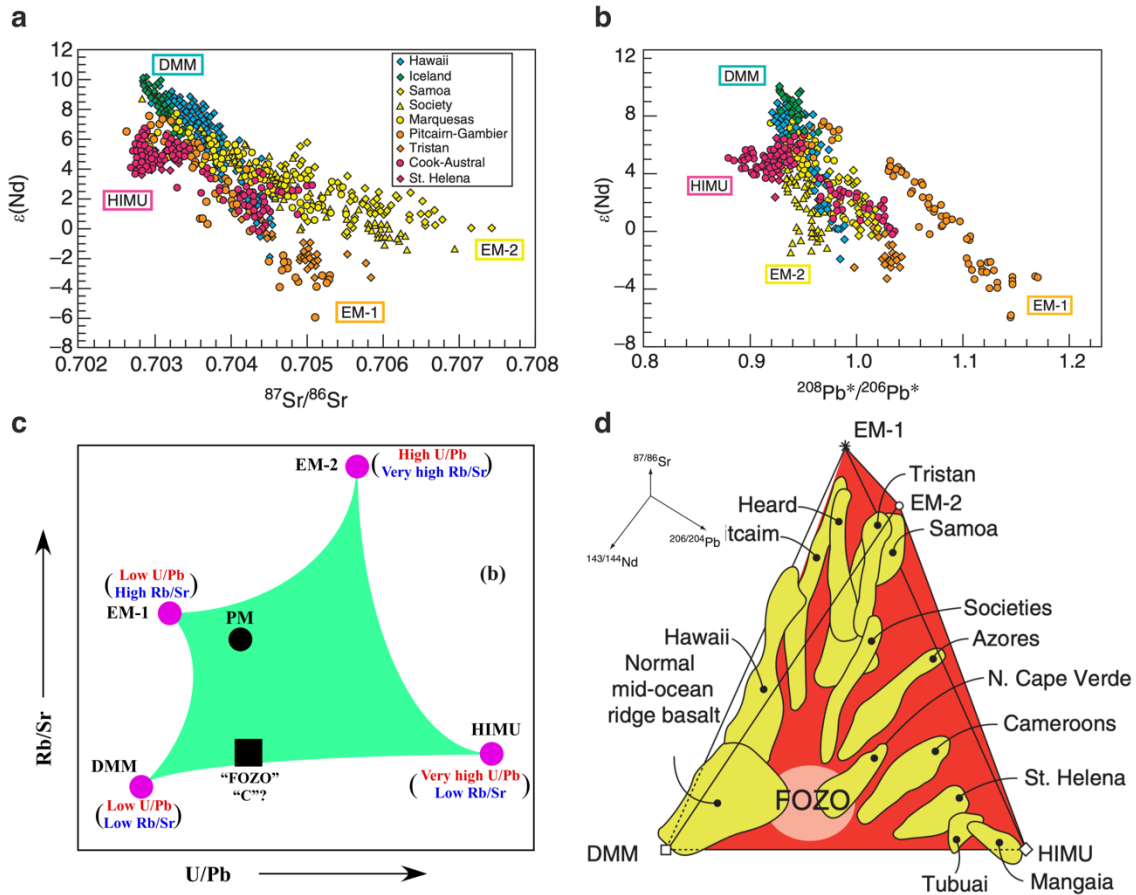 a
12
10
8
6
4
2
0
−2
−4
−6
−8
ε(Nd)
DMM
HIMU
EM-2
EM-1
Hawaii
Iceland
Samoa
Society
Marquesas
Pitcairn-Gambier
Tristan
Cook-Austral
St. Helena
0.702 0.703 0.704 0.705 0.706 0.707 0.708
87Sr/86Sr
b
12
8
4
0
−4
−8
ε(Nd)
DMM
HIMU
EM-2
EM-1
0.8 0.9 1.0 1.1 1.2
208Pb*/206Pb*
c
EM-2
(High U/Pb
Very high Rb/Sr)
(b)
(Low U/Pb
High Rb/Sr)
EM-1
PM
HIMU
DMM
"FOZO"
"C"?
(Very high U/Pb
Low Rb/Sr)
(Low U/Pb
Low Rb/Sr)
Rb/Sr
U/Pb
d
EM-1
87/86Sr
206/204Pb
143/144Nd
Tristan
EM-2
Heard
Samoa
itcaim
Societies
Azores
Hawaii
Normal
mid-ocean
ridge basalt
N. Cape Verde
Cameroons
St. Helena
FOZO
DMM
HIMU
Tubuai
Mangaia